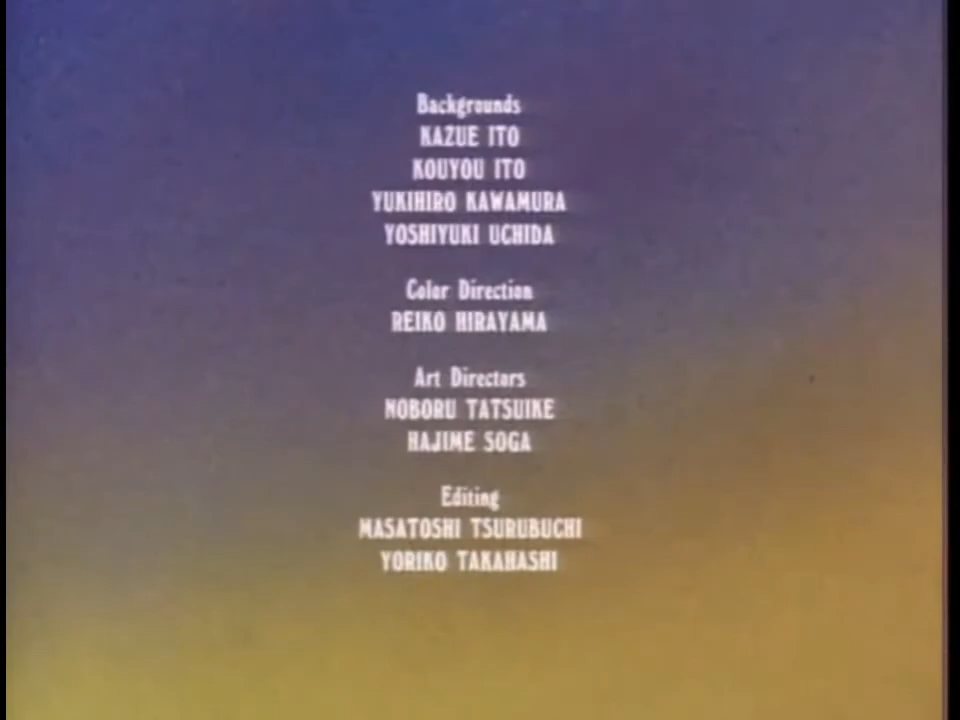 Backgrounds
KAZUE ITO
KOUYOU ITO
YUKIHIRO KAWAMURA
YOSHIYUKI UCHIDA
Color Direction
REIKO HIRAYAMA
Art Directors
NOBORU TATSUIKE
HAJIME SOGA
Editing
MASATOSHI TSURUBUCHI
YORIKO TAKAHASHI